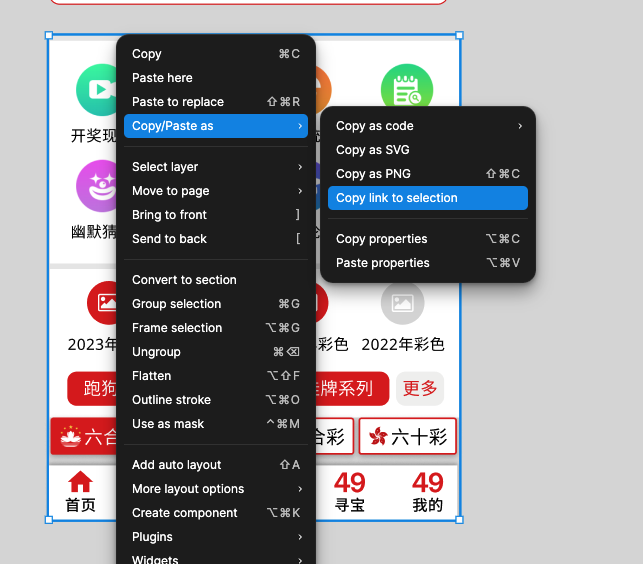 Copy ⌘C
Paste here
Paste to replace ⇧⌘R
Copy/Paste as ›
Select layer ›
Move to page ›
Bring to front ]
Send to back [
Convert to section
Group selection ⌘G
Frame selection ⌥⌘G
Ungroup ⌘⌫
Flatten ⌥⇧F
Outline stroke ⌥⌘O
Use as mask ^⌘M
Add auto layout ⇧A
More layout options ›
Create component ⌥⌘K
Plugins ›
Widgets ›
Copy as code ›
Copy as SVG
Copy as PNG ⇧⌘C
Copy link to selection
Copy properties ⌥⌘C
Paste properties ⌥⌘V
开奖现
幽默猜
2023年
彩色
2022年彩色
跑狗
牌系列
更多
六合
合彩
六十彩
首页
49
寻宝
49
我的